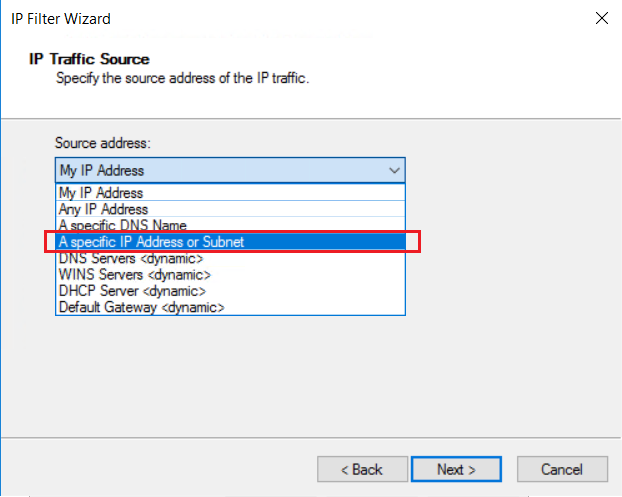 IP Filter Wizard
IP Traffic Source
Specify the source address of the IP traffic.
Source address:
My IP Address
My IP Address
Any IP Address
A specific DNS Name
A specific IP Address or Subnet
DNS Servers <dynamic>
WINS Servers <dynamic>
DHCP Server <dynamic>
Default Gateway <dynamic>
< Back
Next >
Cancel